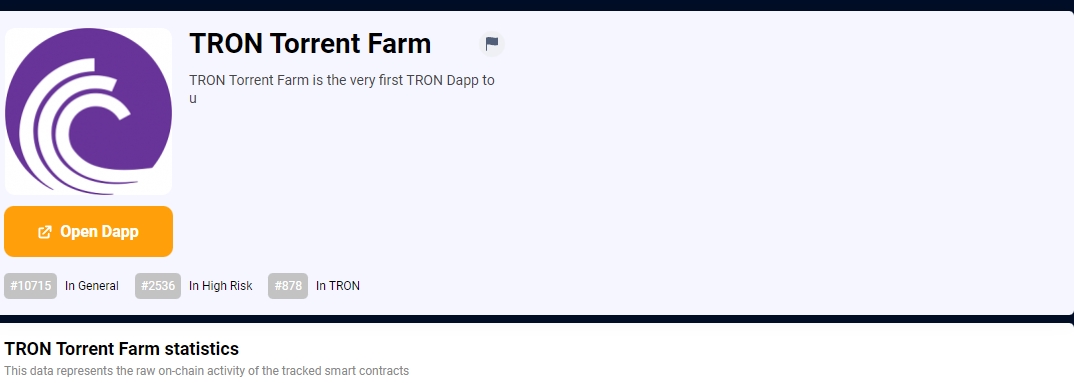 TRON Torrent Farm
TRON Torrent Farm is the very first TRON Dapp to
u
Open Dapp
#10715 In General #2536 In High Risk #878 In TRON
TRON Torrent Farm statistics
This data represents the raw on-chain activity of the tracked smart contracts